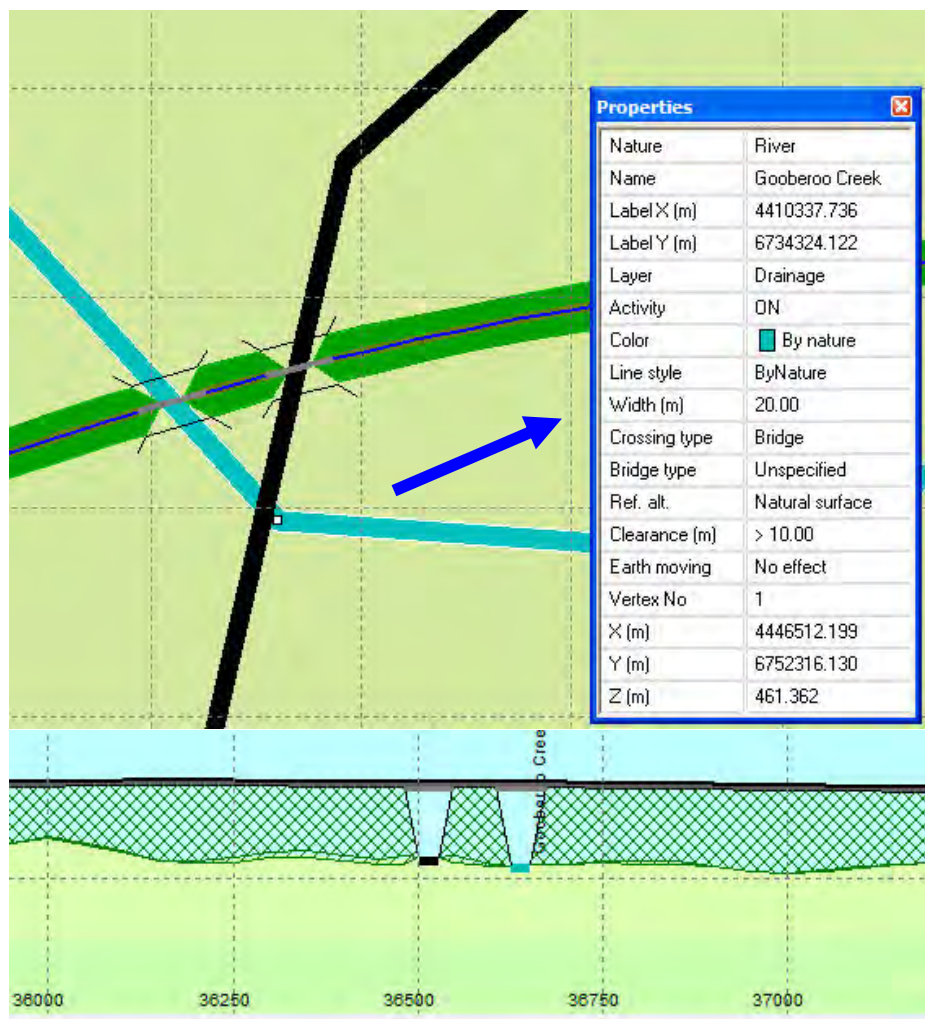 Properties
Nature River
Name Gooberoo Creek
Label X (m) 4410337.736
Label Y (m) 6734324.122
Layer Drainage
Activity ON
Color By nature
Line style ByNature
Width (m) 20.00
Crossing type Bridge
Bridge type Unspecified
Ref. alt. Natural surface
Clearance (m) > 10.00
Earth moving No effect
Vertex No 1
X (m) 4446512.199
Y (m) 6752316.130
Z (m) 461.362
Gooberoo Cree
36000 36250 36500 36750 37000